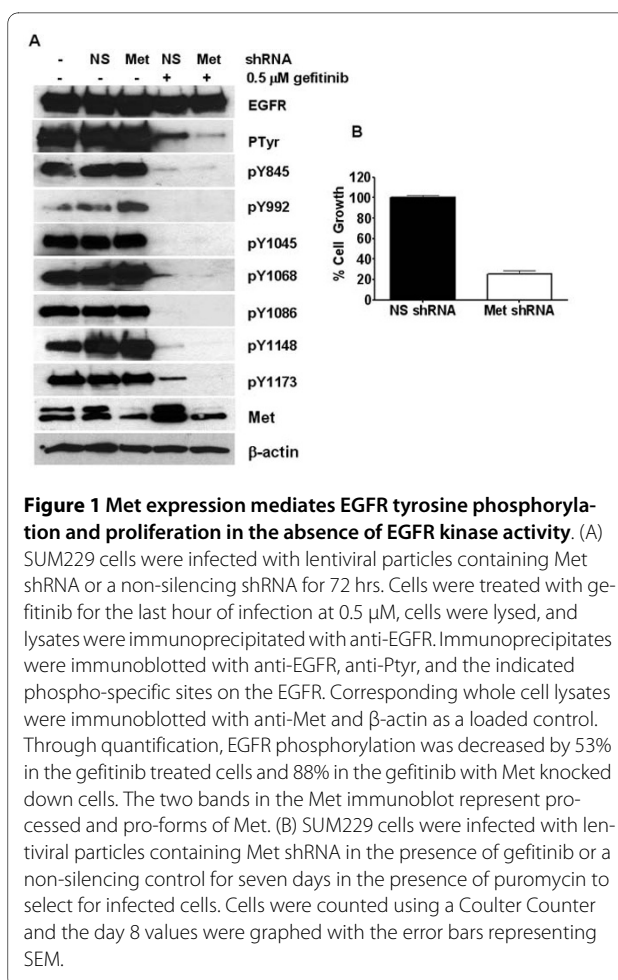 A
- NS Met NS Met shRNA
- - - + + 0.5 µM gefitinib
EGFR
PTyr
pY845
pY992
pY1045
pY1068
pY1086
pY1148
pY1173
Met
β-actin
B
% Cell Growth
120
100
80
60
40
20
0
NS shRNA Met shRNA
Figure 1 Met expression mediates EGFR tyrosine phosphoryla-
tion and proliferation in the absence of EGFR kinase activity. (A)
SUM229 cells were infected with lentiviral particles containing Met
shRNA or a non-silencing shRNA for 72 hrs. Cells were treated with ge-
fitinib for the last hour of infection at 0.5 µM, cells were lysed, and
lysates were immunoprecipitated with anti-EGFR. Immunoprecipitates
were immunoblotted with anti-EGFR, anti-Ptyr, and the indicated
phospho-specific sites on the EGFR. Corresponding whole cell lysates
were immunoblotted with anti-Met and β-actin as a loaded control.
Through quantification, EGFR phosphorylation was decreased by 53%
in the gefitinib treated cells and 88% in the gefitinib with Met knocked
down cells. The two bands in the Met immunoblot represent pro-
cessed and pro-forms of Met. (B) SUM229 cells were infected with len-
tiviral particles containing Met shRNA in the presence of gefitinib or a
non-silencing control for seven days in the presence of puromycin to
select for infected cells. Cells were counted using a Coulter Counter
and the day 8 values were graphed with the error bars representing
SEM.